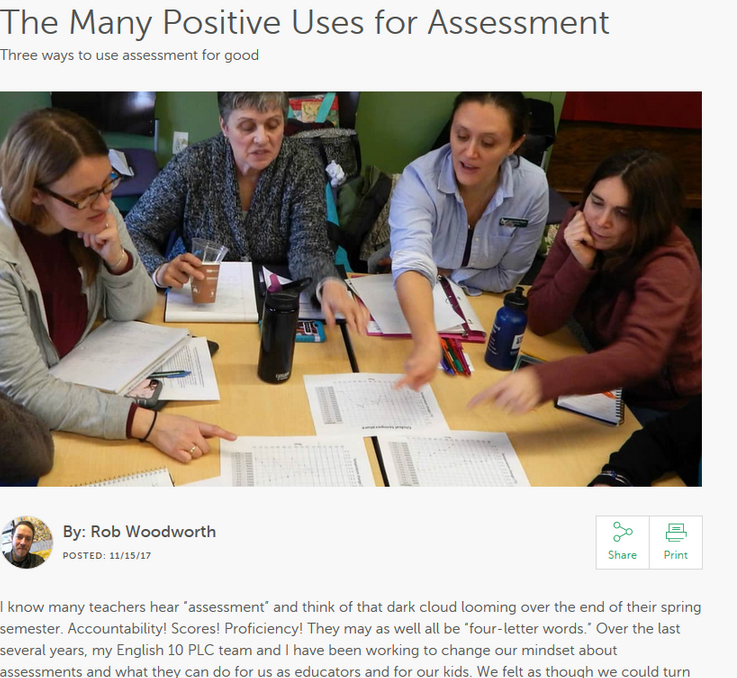 The Many Positive Uses for Assessment
Three ways to use assessment for good
Global temperature
By: Rob Woodworth
POSTED: 11/15/17
Share
Print
I know many teachers hear "assessment" and think of that dark cloud looming over the end of their spring
semester. Accountability! Scores! Proficiency! They may as well all be "four-letter words." Over the last
several years, my English 10 PLC team and I have been working to change our mindset about
assessments and what they can do for us as educators and for our kids. We felt as though we could turn